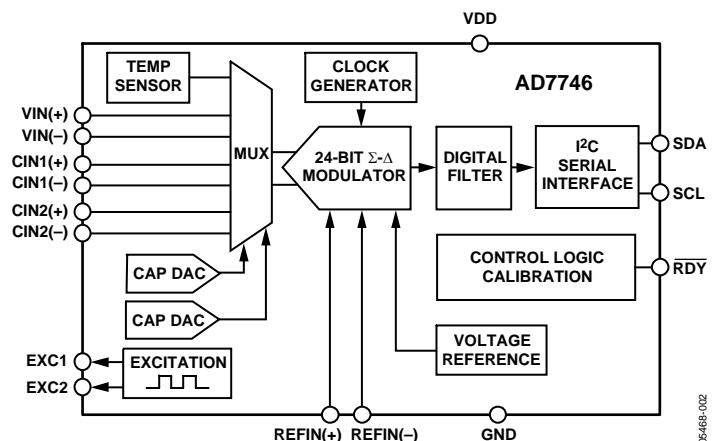 VDD
TEMP
SENSOR
CLOCK
GENERATOR
AD7746
VIN(+)
VIN(–)
CIN1(+)
CIN1(–)
CIN2(+)
CIN2(–)
MUX
24-BIT Σ-Δ
MODULATOR
DIGITAL
FILTER
I²C
SERIAL
INTERFACE
SDA
SCL
CAP DAC
CAP DAC
CONTROL LOGIC
CALIBRATION
RDY
EXC1
EXC2
EXCITATION
VOLTAGE
REFERENCE
REFIN(+)
REFIN(–)
GND
05468-002